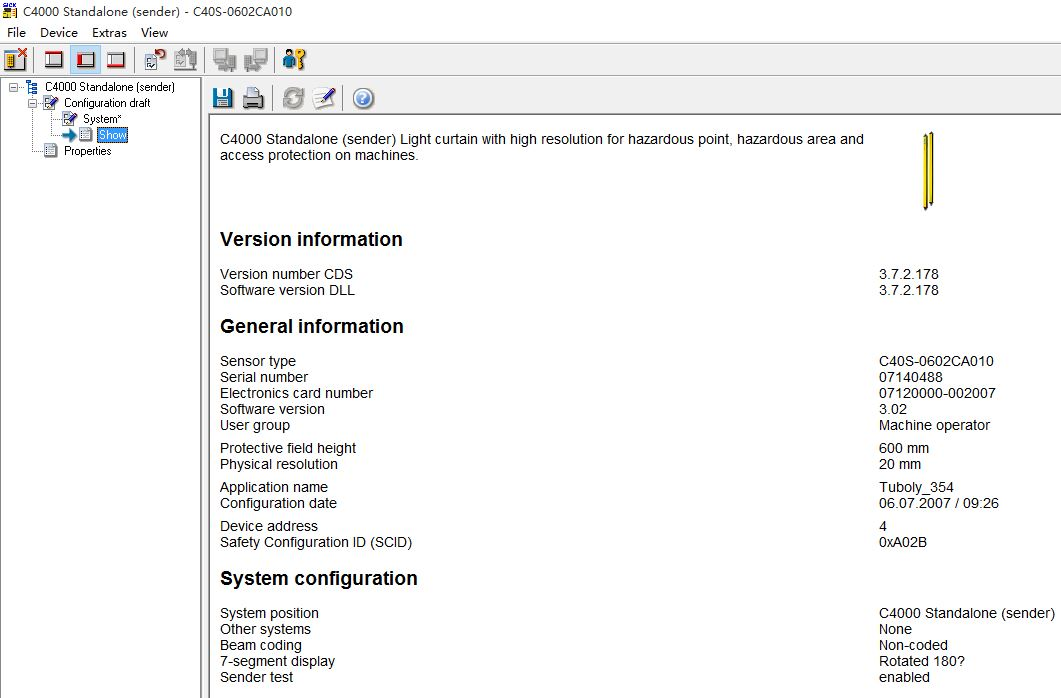 SICK
C4000 Standalone (sender) - C40S-0602CA010
File Device Extras View
C4000 Standalone (sender)
Configuration draft
System*
Show
Properties
C4000 Standalone (sender) Light curtain with high resolution for hazardous point, hazardous area and
access protection on machines.
Version information
Version number CDS 3.7.2.178
Software version DLL 3.7.2.178
General information
Sensor type C40S-0602CA010
Serial number 07140488
Electronics card number 07120000-002007
Software version 3.02
User group Machine operator
Protective field height 600 mm
Physical resolution 20 mm
Application name Tuboly_354
Configuration date 06.07.2007 / 09:26
Device address 4
Safety Configuration ID (SCID) 0xA02B
System configuration
System position C4000 Standalone (sender)
Other systems None
Beam coding Non-coded
7-segment display Rotated 180?
Sender test enabled